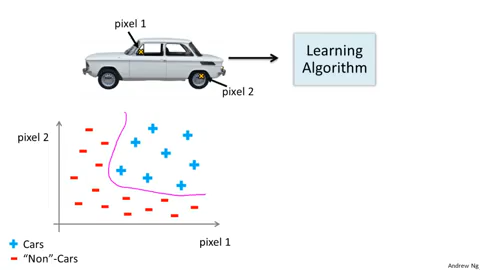 pixel 1
Learning
Algorithm
pixel 2
pixel 2
pixel 1
Cars
“Non”-Cars
Andrew Ng